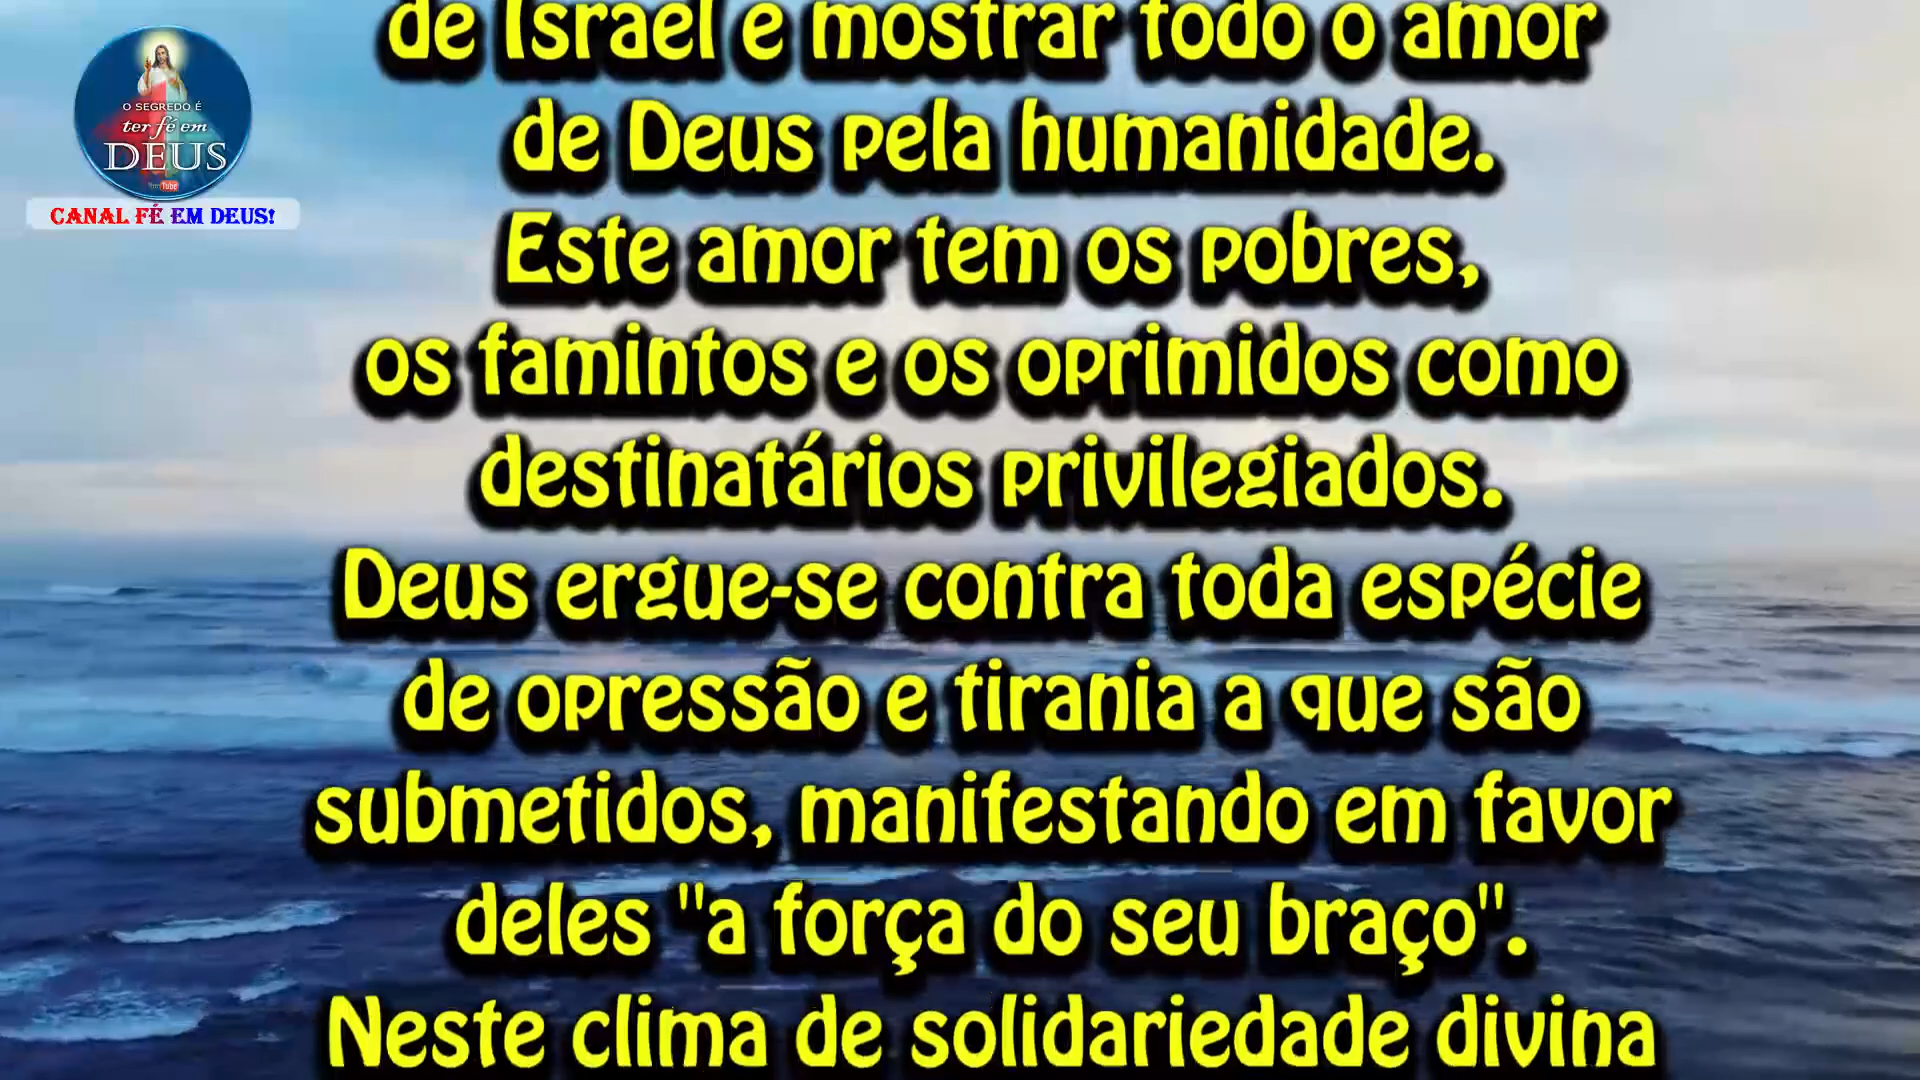 O SEGREDO É
ter fé em
DEUS
YouTube
CANAL FÉ EM DEUS!
de Israel e mostrar todo o amor
de Deus pela humanidade.
Este amor tem os pobres,
os famintos e os oprimidos como
destinatários privilegiados.
Deus ergue-se contra toda espécie
de opressão e tirania a que são
submetidos, manifestando em favor
deles "a força do seu braço".
Neste clima de solidariedade divina